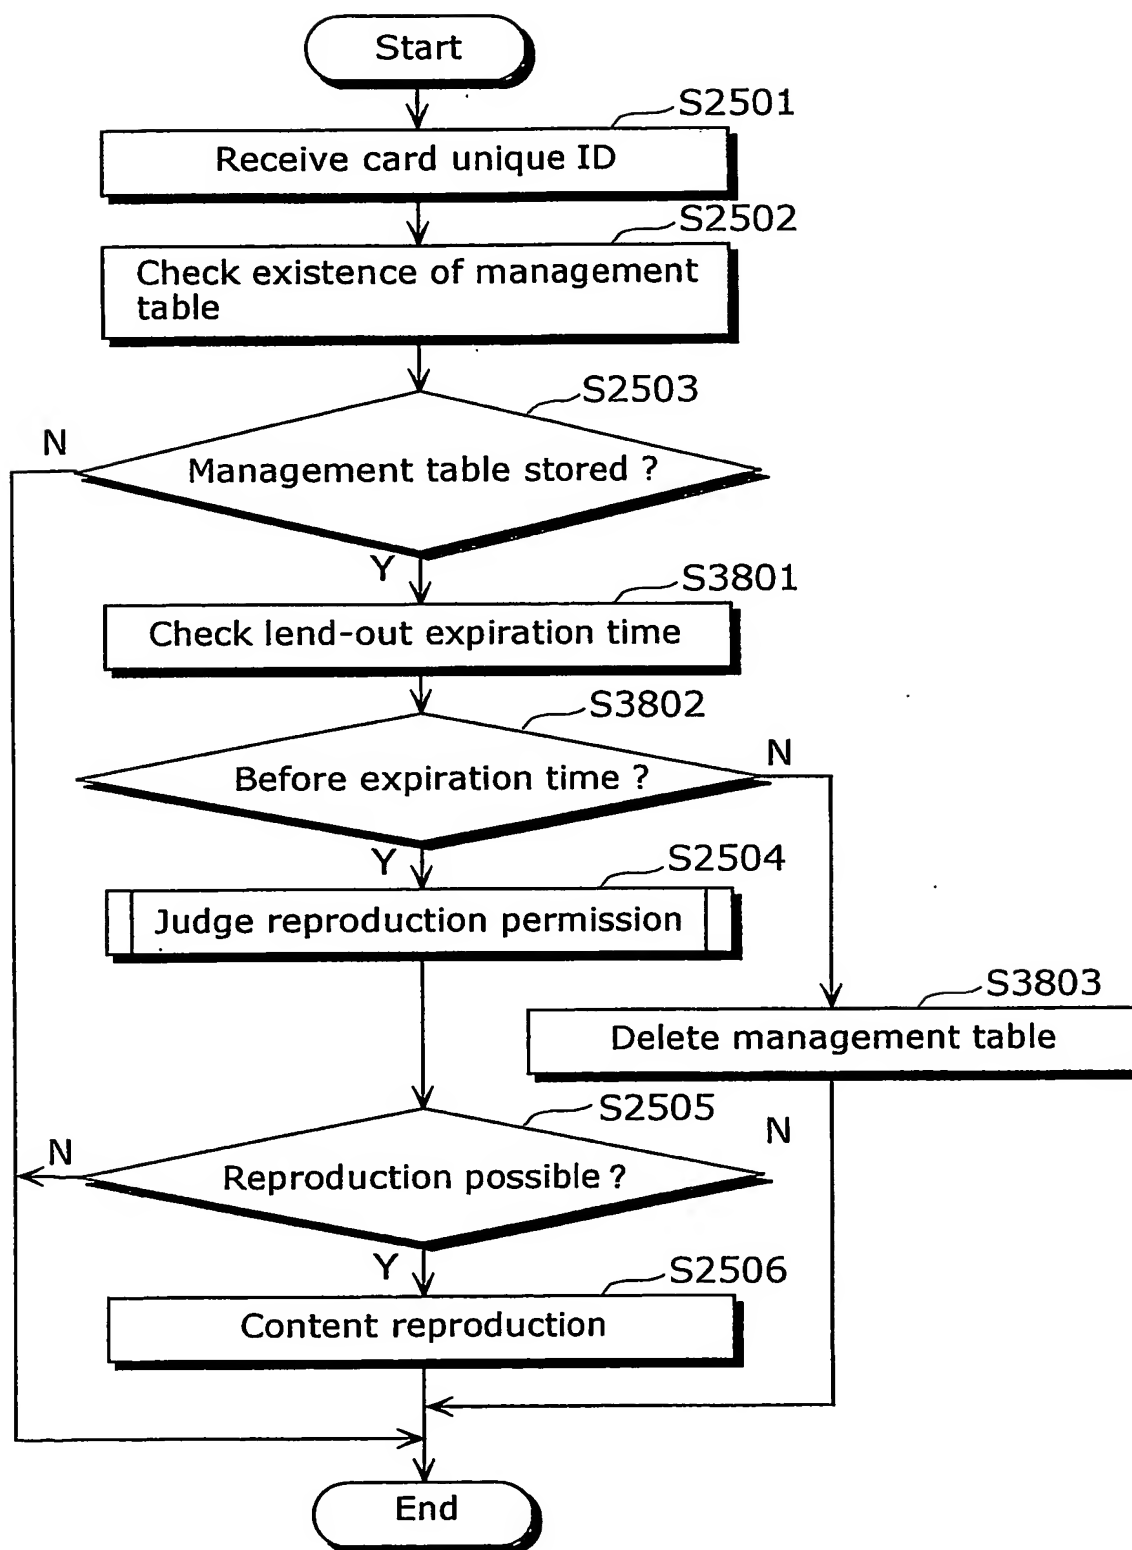 Start
S2501
Receive card unique ID
S2502
Check existence of management
table
S2503
N
Management table stored ?
Y
S3801
Check lend-out expiration time
S3802
N
Before expiration time ?
Y
S2504
Judge reproduction permission
S3803
Delete management table
S2505
N
N
Reproduction possible ?
Y
S2506
Content reproduction
End